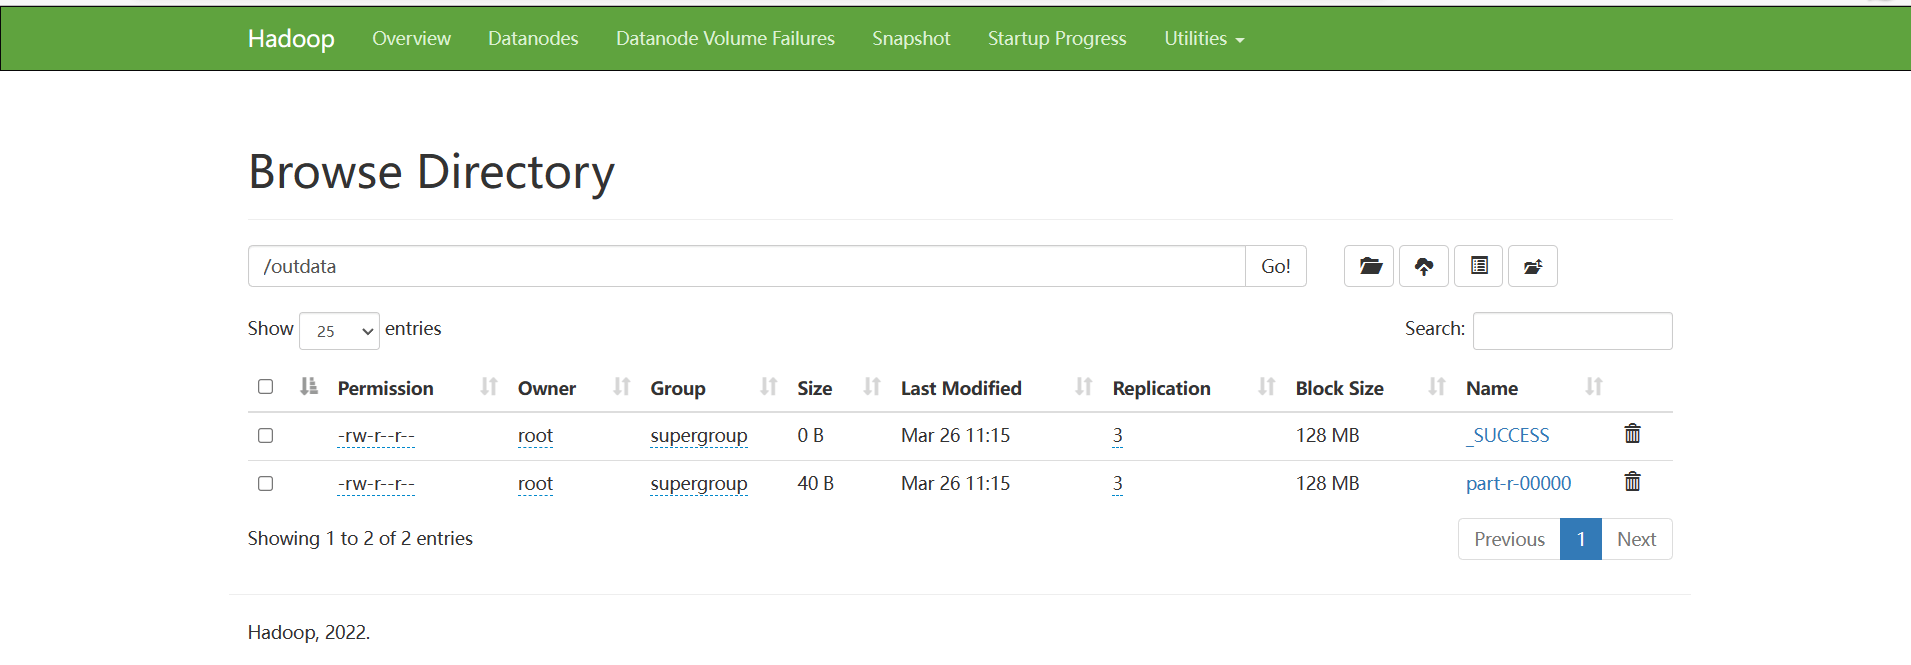 Hadoop Overview Datanodes Datanode Volume Failures Snapshot Startup Progress Utilities
Browse Directory
/outdata Go!
Show 25 entries Search:
Permission Owner Group Size Last Modified Replication Block Size Name
-rw-r--r-- root supergroup 0 B Mar 26 11:15 3 128 MB _SUCCESS
-rw-r--r-- root supergroup 40 B Mar 26 11:15 3 128 MB part-r-00000
Showing 1 to 2 of 2 entries Previous 1 Next
Hadoop, 2022.